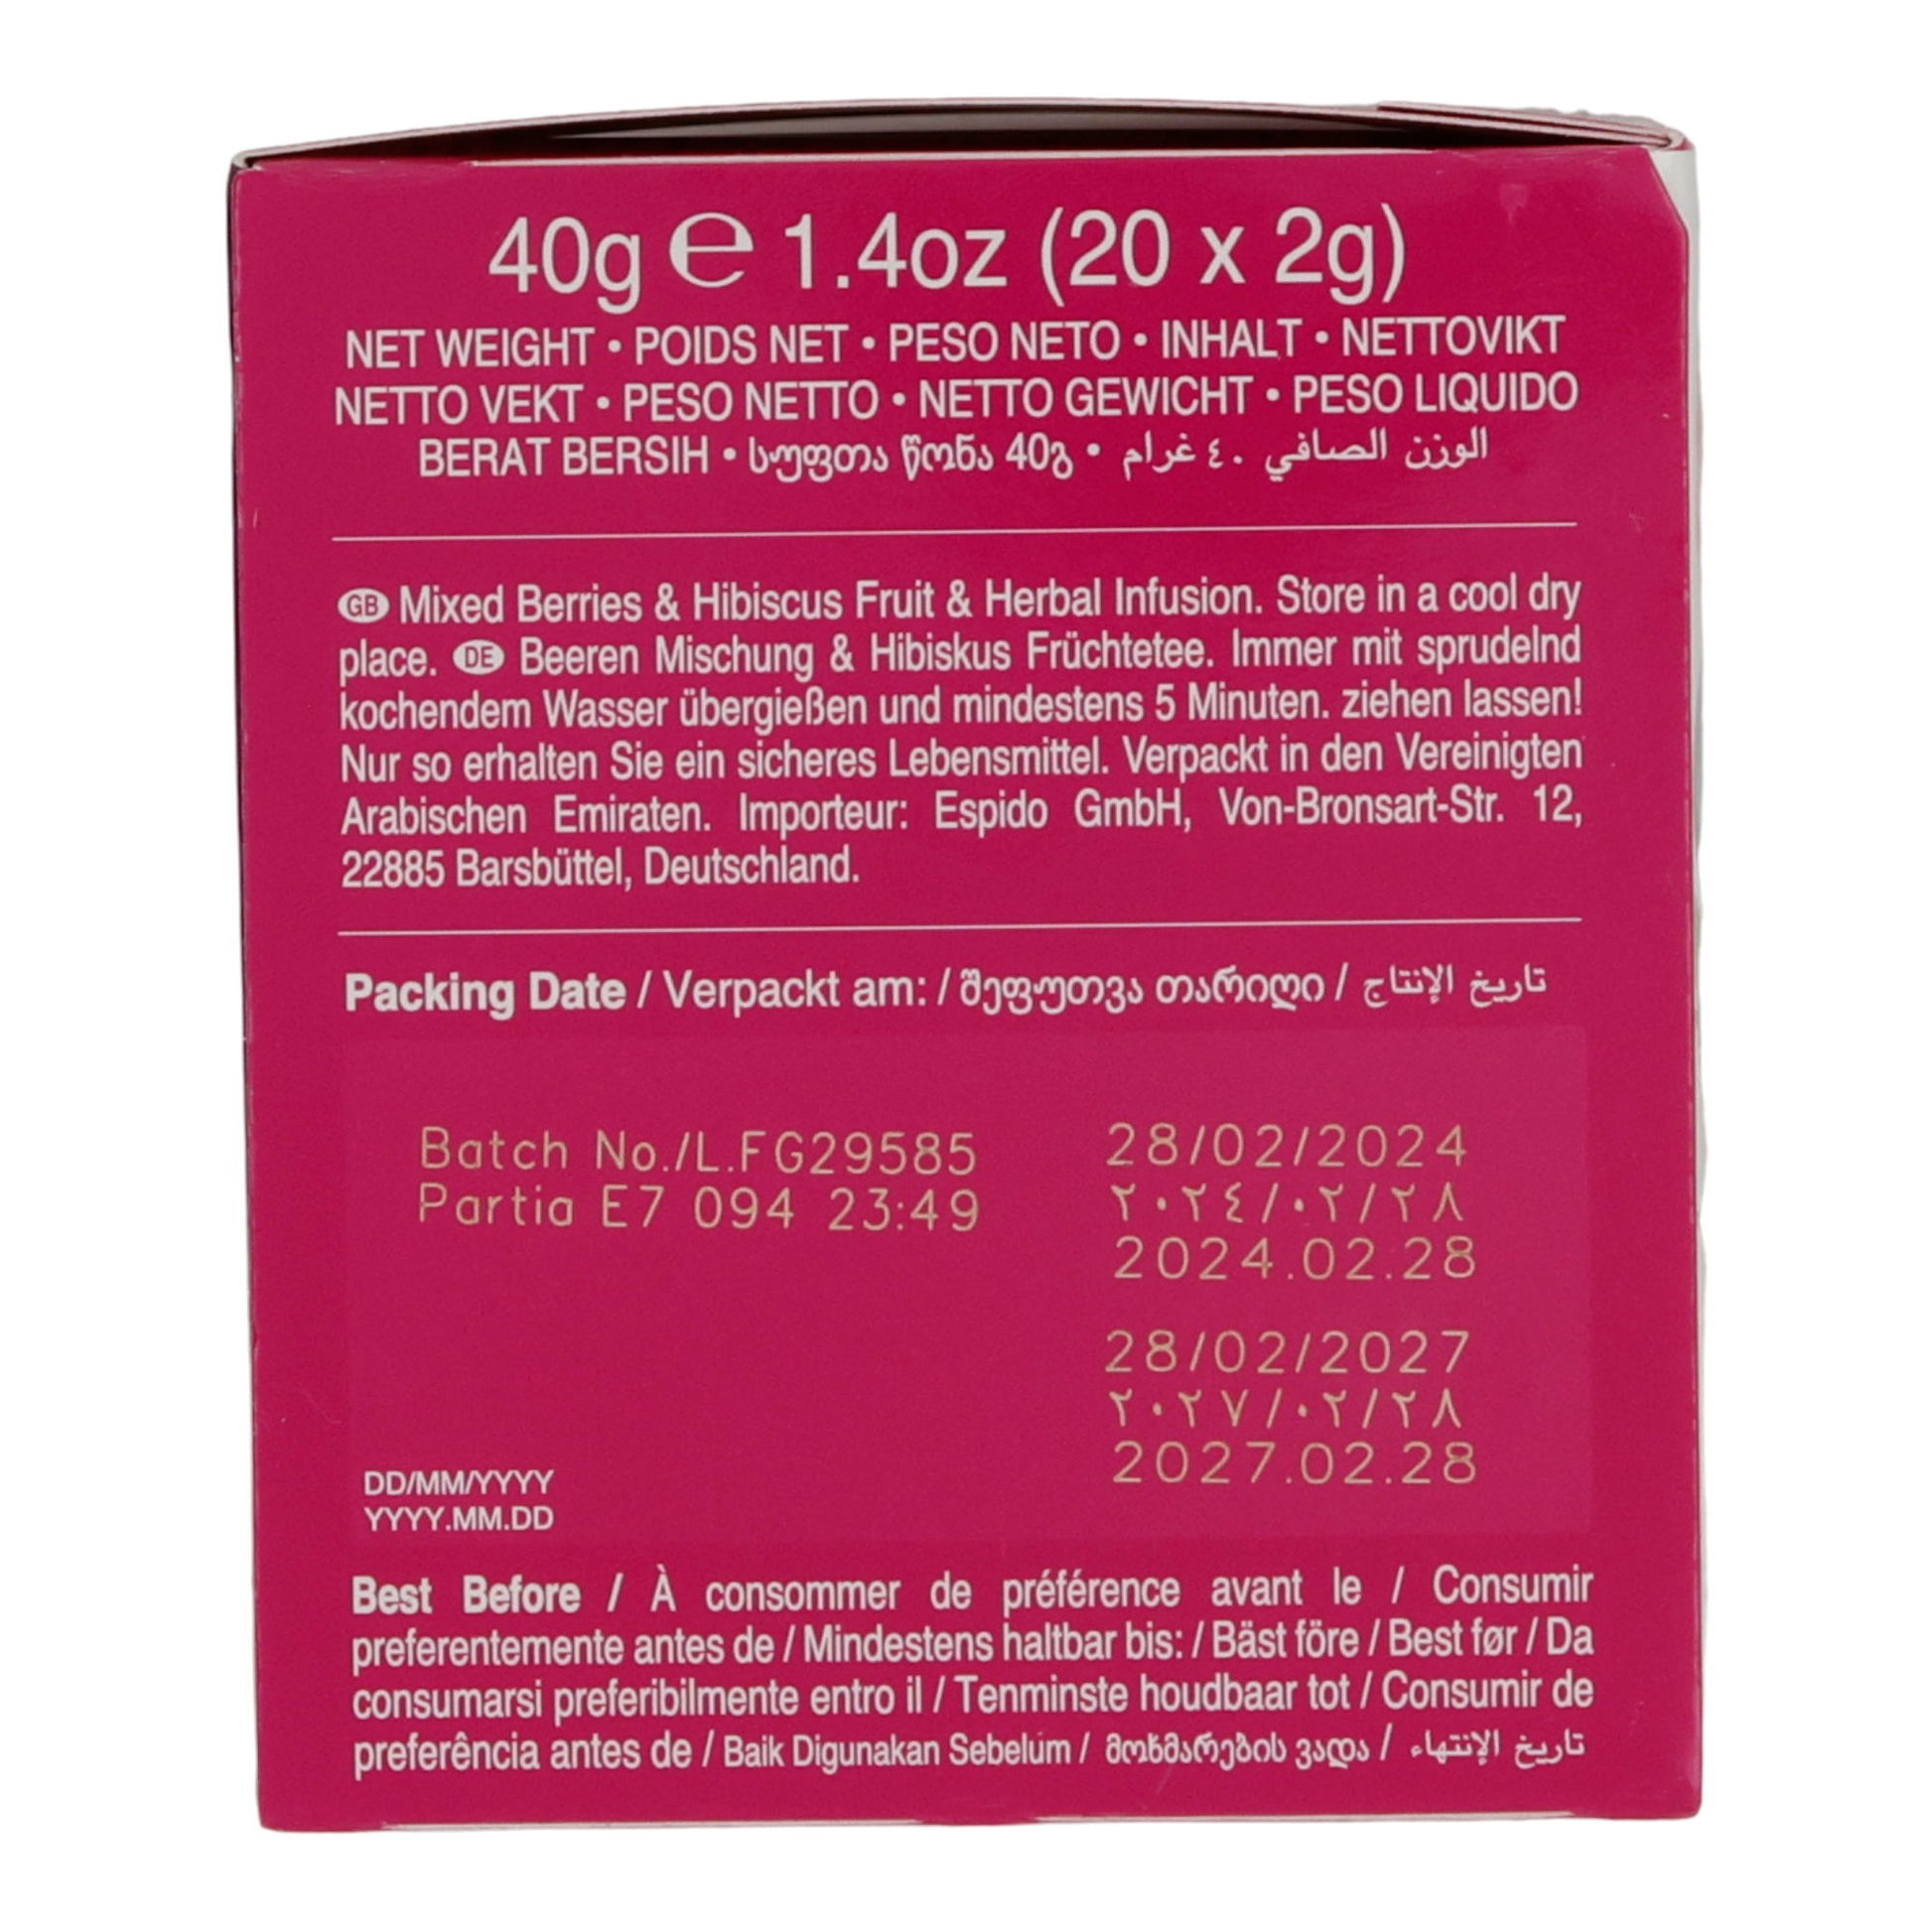 40g ℮ 1.4oz (20 x 2g)
NET WEIGHT • POIDS NET • PESO NETO • INHALT • NETTOVIKT
NETTO VEKT • PESO NETTO • NETTO GEWICHT • PESO LIQUIDO
BERAT BERSIH • სუფთა წონა 40გ • الوزن الصافي ٤٠ غرام
GB Mixed Berries & Hibiscus Fruit & Herbal Infusion. Store in a cool dry
place. DE Beeren Mischung & Hibiskus Früchtetee. Immer mit sprudelnd
kochendem Wasser übergießen und mindestens 5 Minuten. ziehen lassen!
Nur so erhalten Sie ein sicheres Lebensmittel. Verpackt in den Vereinigten
Arabischen Emiraten. Importeur: Espido GmbH, Von-Bronsart-Str. 12,
22885 Barsbüttel, Deutschland.
Packing Date / Verpackt am: / შეფუთვა თარიღი / تاريخ الإنتاج
Batch No./L.FG29585
Partia E7 094 23:49
28/02/2024
٢٠٢٤/٠٢/٢٨
2024.02.28
28/02/2027
٢٠٢٧/٠٢/٢٨
2027.02.28
DD/MM/YYYY
YYYY.MM.DD
Best Before / À consommer de préférence avant le / Consumir
preferentemente antes de / Mindestens haltbar bis: / Bäst före / Best før / Da
consumarsi preferibilmente entro il / Tenminste houdbaar tot / Consumir de
preferência antes de / Baik Digunakan Sebelum / მოხმარების ვადა / تاريخ الإنتهاء